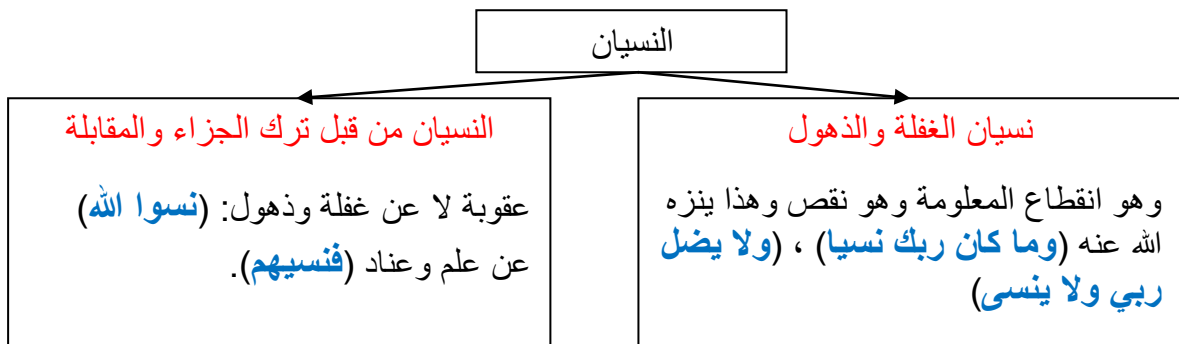 النسيان
نسيان الغفلة والذهول
وهو انقطاع المعلومة وهو نقص وهذا ينزه
الله عنه (وما كان ربك نسيا) ، (ولا يضل
ربي ولا ينسى)
النسيان من قبل ترك الجزاء والمقابلة
عقوبة لا عن غفلة وذهول: (نسوا الله)
عن علم وعناد (فنسيهم).